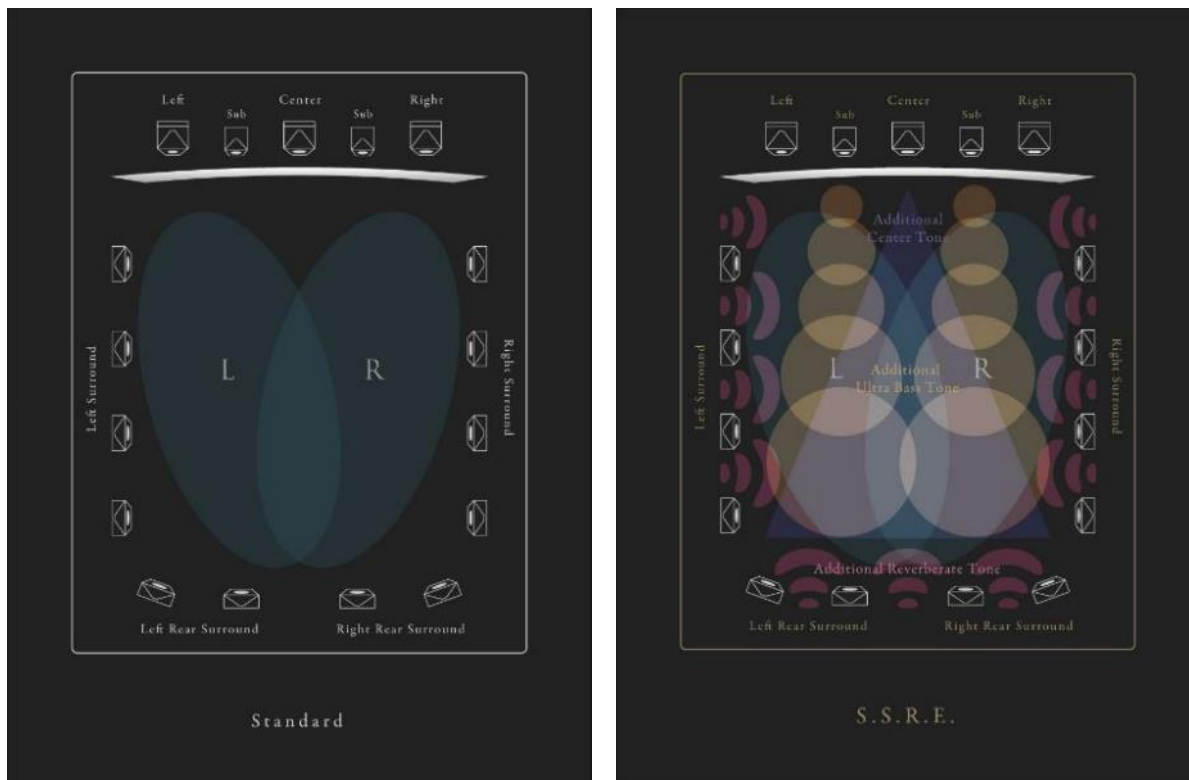 Left
Center
Right
Sub
Sub
Left Surround
L
R
Right Surround
Left Rear Surround
Right Rear Surround
Standard
Left
Center
Right
Sub
Sub
Additional
Center Tone
Left Surround
L
R
Additional
Ultra Bass Tone
Right Surround
Additional Reverberate Tone
Left Rear Surround
Right Rear Surround
S.S.R.E.